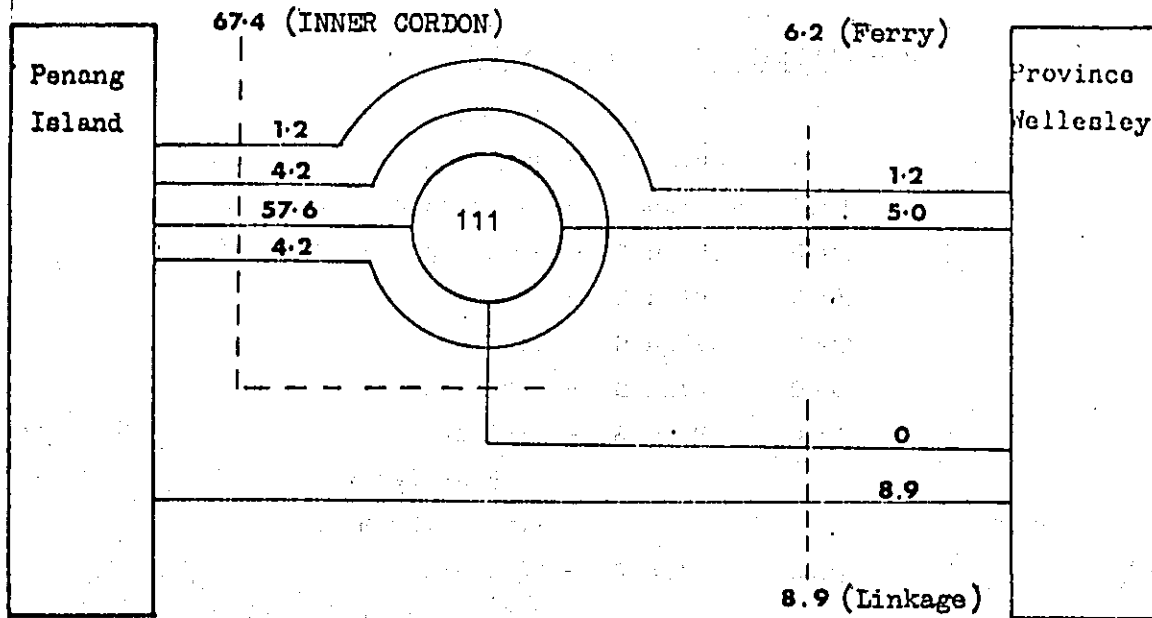 67.4 (INNER CORDON)
6.2 (Ferry)
Penang
Island
Province
Wellesley
1.2
4.2
57.6
4.2
111
1.2
5.0
0
8.9
8.9 (Linkage)